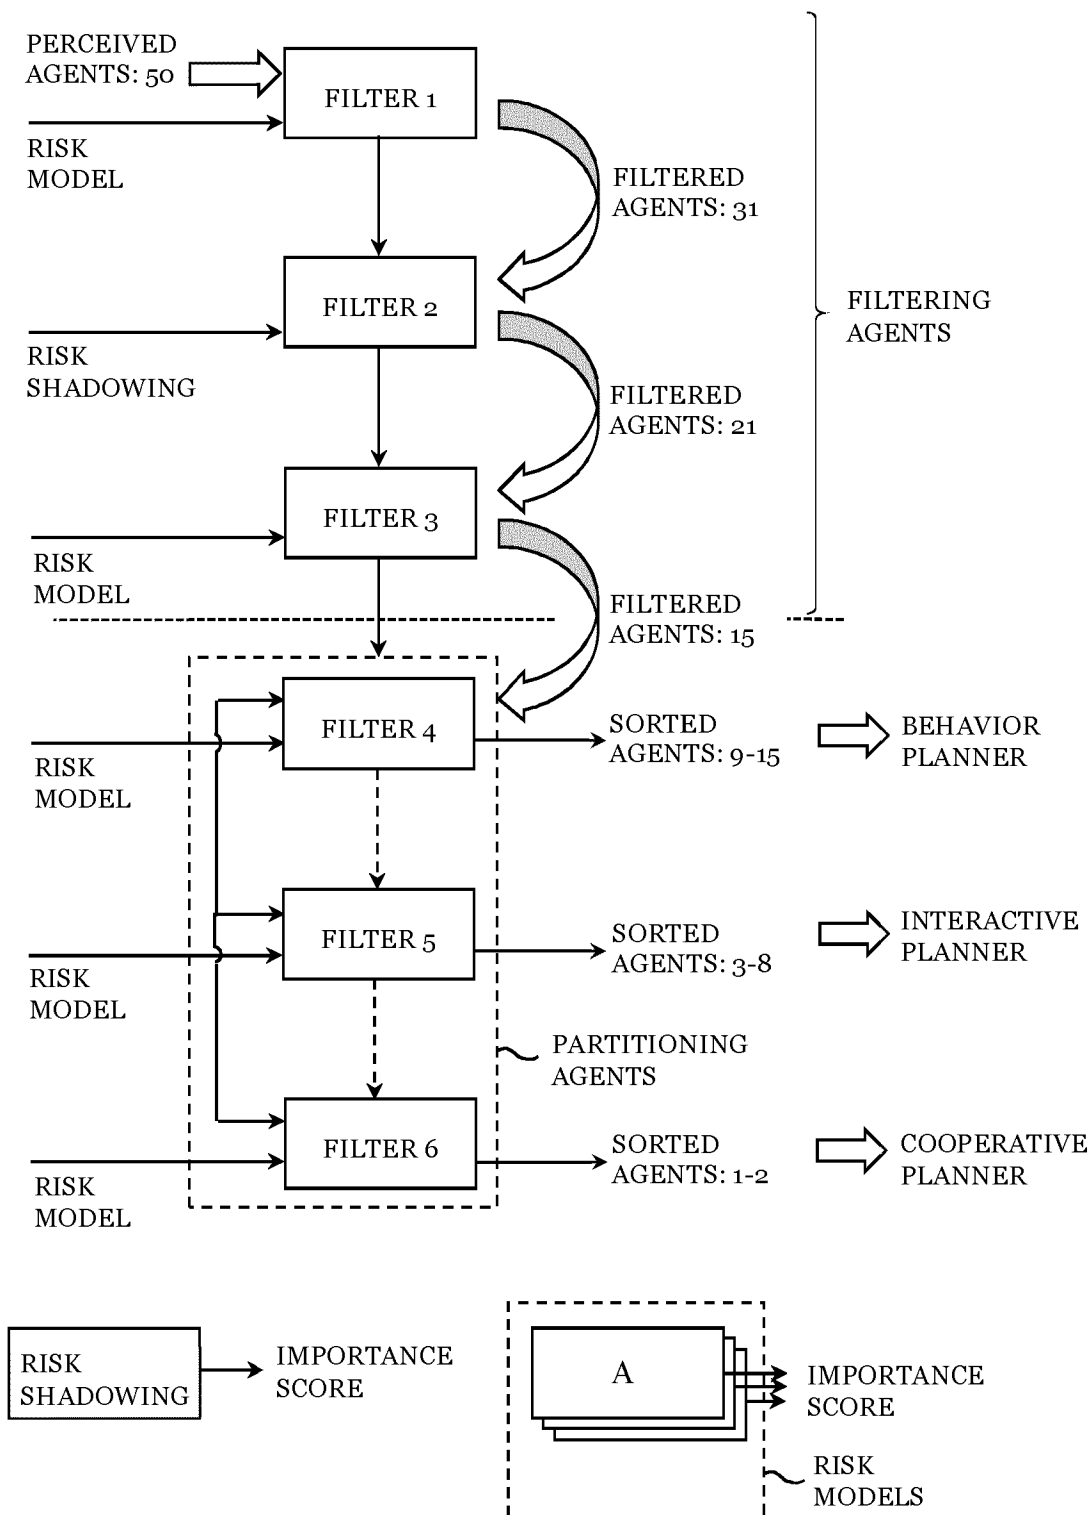 PERCEIVED
AGENTS: 50
FILTER 1
RISK
MODEL
FILTERED
AGENTS: 31
FILTER 2
FILTERING
AGENTS
RISK
SHADOWING
FILTERED
AGENTS: 21
FILTER 3
RISK
MODEL
FILTERED
AGENTS: 15
FILTER 4
SORTED
AGENTS: 9-15
BEHAVIOR
PLANNER
RISK
MODEL
FILTER 5
SORTED
AGENTS: 3-8
INTERACTIVE
PLANNER
RISK
MODEL
PARTITIONING
AGENTS
FILTER 6
SORTED
AGENTS: 1-2
COOPERATIVE
PLANNER
RISK
MODEL
RISK
SHADOWING
IMPORTANCE
SCORE
A
IMPORTANCE
SCORE
RISK
MODELS